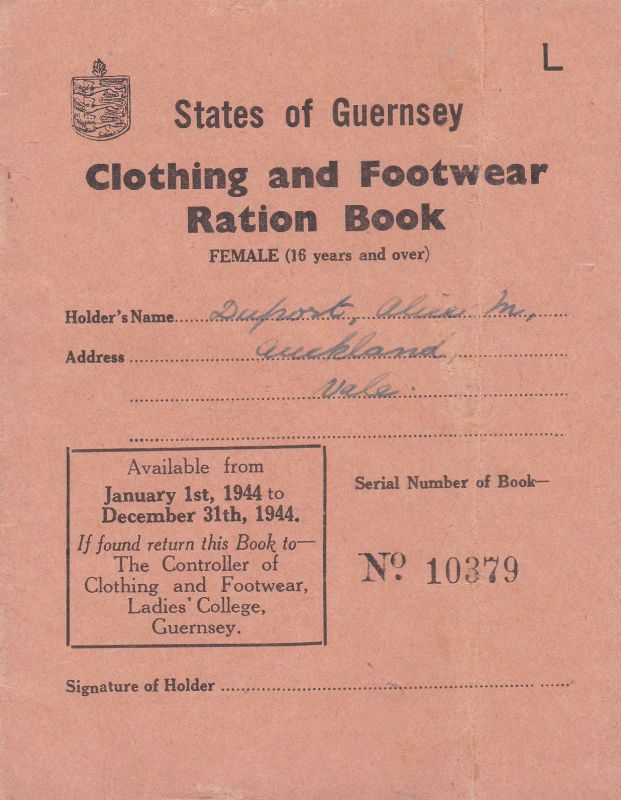 L
States of Guernsey
Clothing and Footwear
Ration Book
FEMALE (16 years and over)
Holder's Name Duport, Alice M,
Address Auckland,
Vale.
Available from
January 1st, 1944 to
December 31th, 1944.
If found return this Book to—
The Controller of
Clothing and Footwear,
Ladies' College,
Guernsey.
Serial Number of Book—
No 10379
Signature of Holder